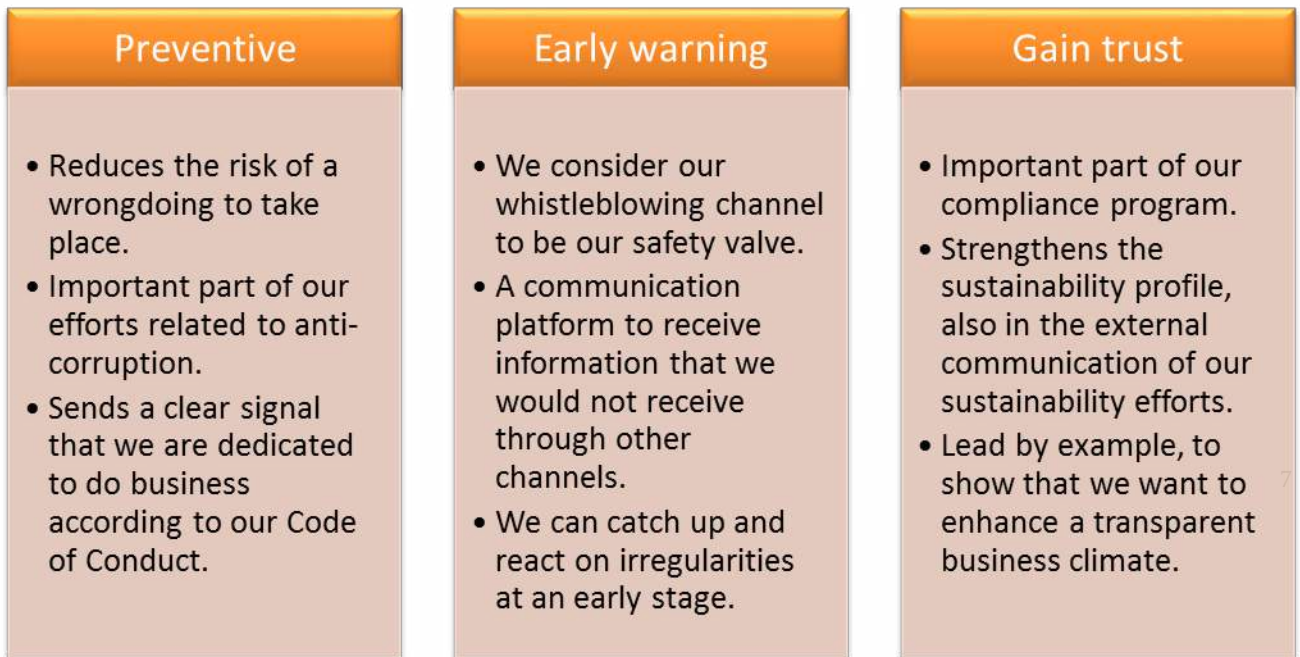 Preventive
• Reduces the risk of a
wrongdoing to take
place.
• Important part of our
efforts related to anti-
corruption.
• Sends a clear signal
that we are dedicated
to do business
according to our Code
of Conduct.
Early warning
• We consider our
whistleblowing channel
to be our safety valve.
• A communication
platform to receive
information that we
would not receive
through other
channels.
• We can catch up and
react on irregularities
at an early stage.
Gain trust
• Important part of our
compliance program.
• Strengthens the
sustainability profile,
also in the external
communication of our
sustainability efforts.
• Lead by example, to
show that we want to
enhance a transparent
business climate.
7